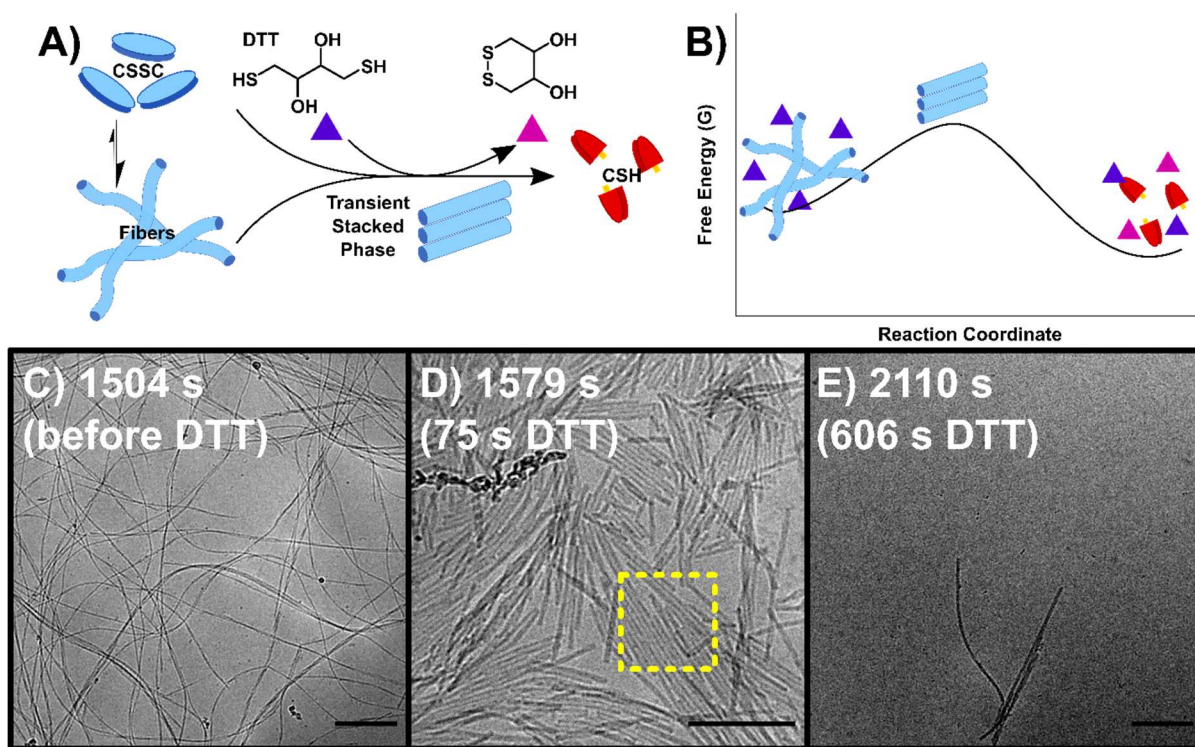 A)
CSSC
DTT
OH
HS
SH
OH
S
S
OH
OH
Fibers
Transient
Stacked
Phase
CSH
B)
Free Energy (G)
Reaction Coordinate
C) 1504 s
(before DTT)
D) 1579 s
(75 s DTT)
E) 2110 s
(606 s DTT)